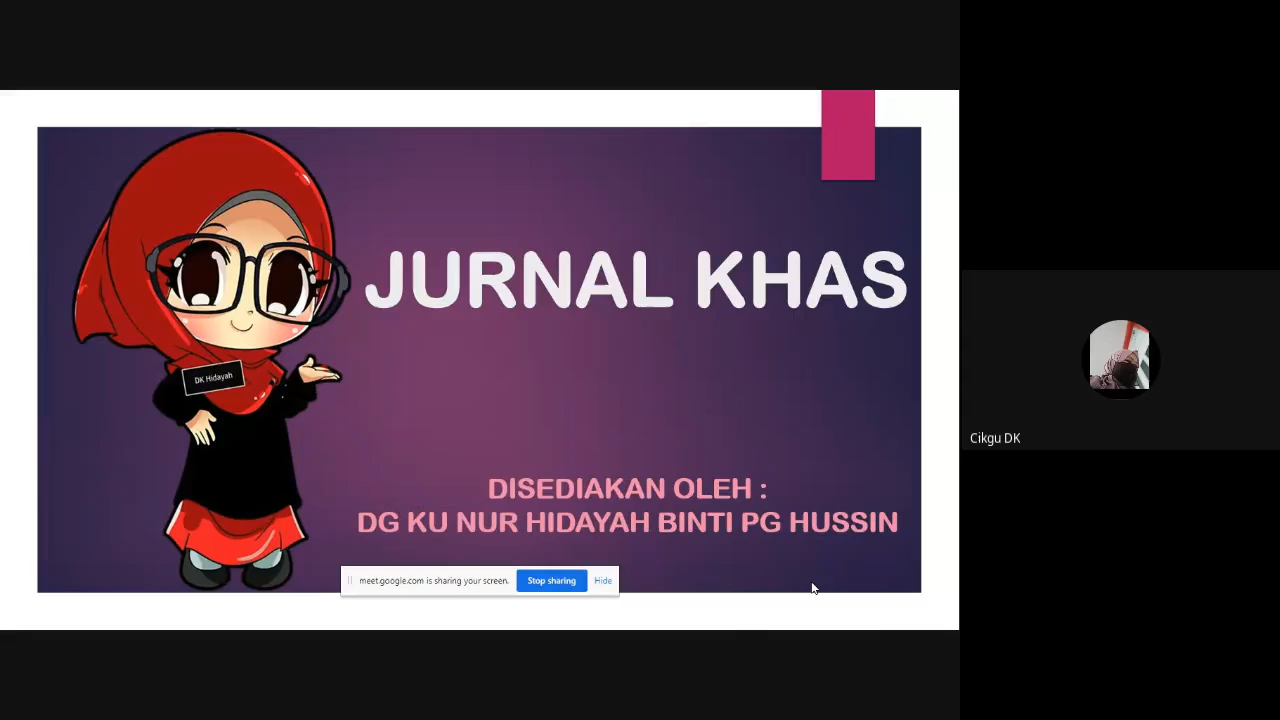 JURNAL KHAS
DK Hidayah
DISEDIAKAN OLEH :
DG KU NUR HIDAYAH BINTI PG HUSSIN
meet.google.com is sharing your screen.
Stop sharing
Hide
Cikgu DK